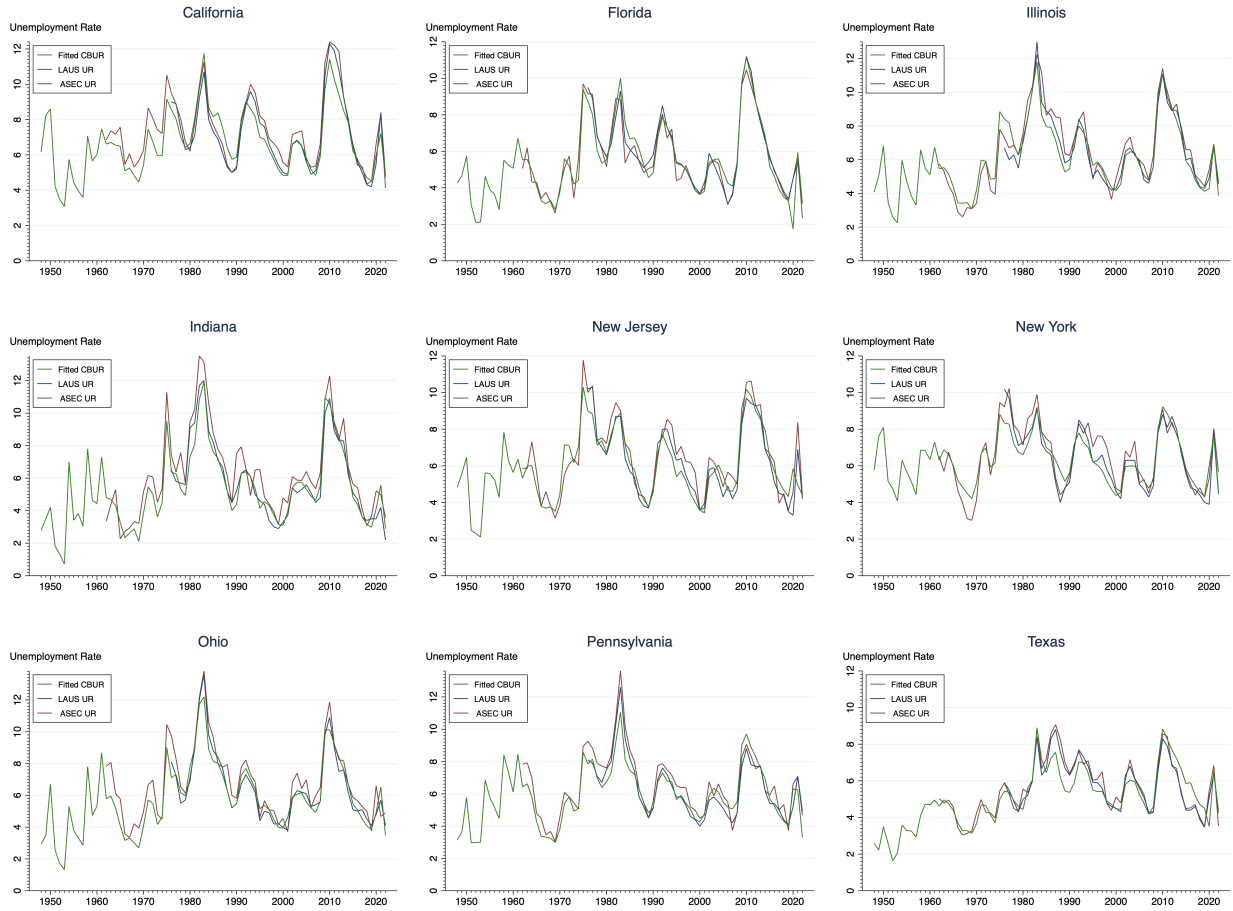 California
Unemployment Rate
Fitted CBUR
LAUS UR
ASEC UR
0 2 4 6 8 10 12
1950 1960 1970 1980 1990 2000 2010 2020
Florida
Unemployment Rate
Fitted CBUR
LAUS UR
ASEC UR
0 2 4 6 8 10 12
1950 1960 1970 1980 1990 2000 2010 2020
Illinois
Unemployment Rate
Fitted CBUR
LAUS UR
ASEC UR
0 2 4 6 8 10 12
1950 1960 1970 1980 1990 2000 2010 2020
Indiana
Unemployment Rate
Fitted CBUR
LAUS UR
ASEC UR
0 2 4 6 8 10 12
1950 1960 1970 1980 1990 2000 2010 2020
New Jersey
Unemployment Rate
Fitted CBUR
LAUS UR
ASEC UR
0 2 4 6 8 10 12
1950 1960 1970 1980 1990 2000 2010 2020
New York
Unemployment Rate
Fitted CBUR
LAUS UR
ASEC UR
0 2 4 6 8 10 12
1950 1960 1970 1980 1990 2000 2010 2020
Ohio
Unemployment Rate
Fitted CBUR
LAUS UR
ASEC UR
0 2 4 6 8 10 12
1950 1960 1970 1980 1990 2000 2010 2020
Pennsylvania
Unemployment Rate
Fitted CBUR
LAUS UR
ASEC UR
0 2 4 6 8 10 12
1950 1960 1970 1980 1990 2000 2010 2020
Texas
Unemployment Rate
Fitted CBUR
LAUS UR
ASEC UR
0 2 4 6 8 10 12
1950 1960 1970 1980 1990 2000 2010 2020